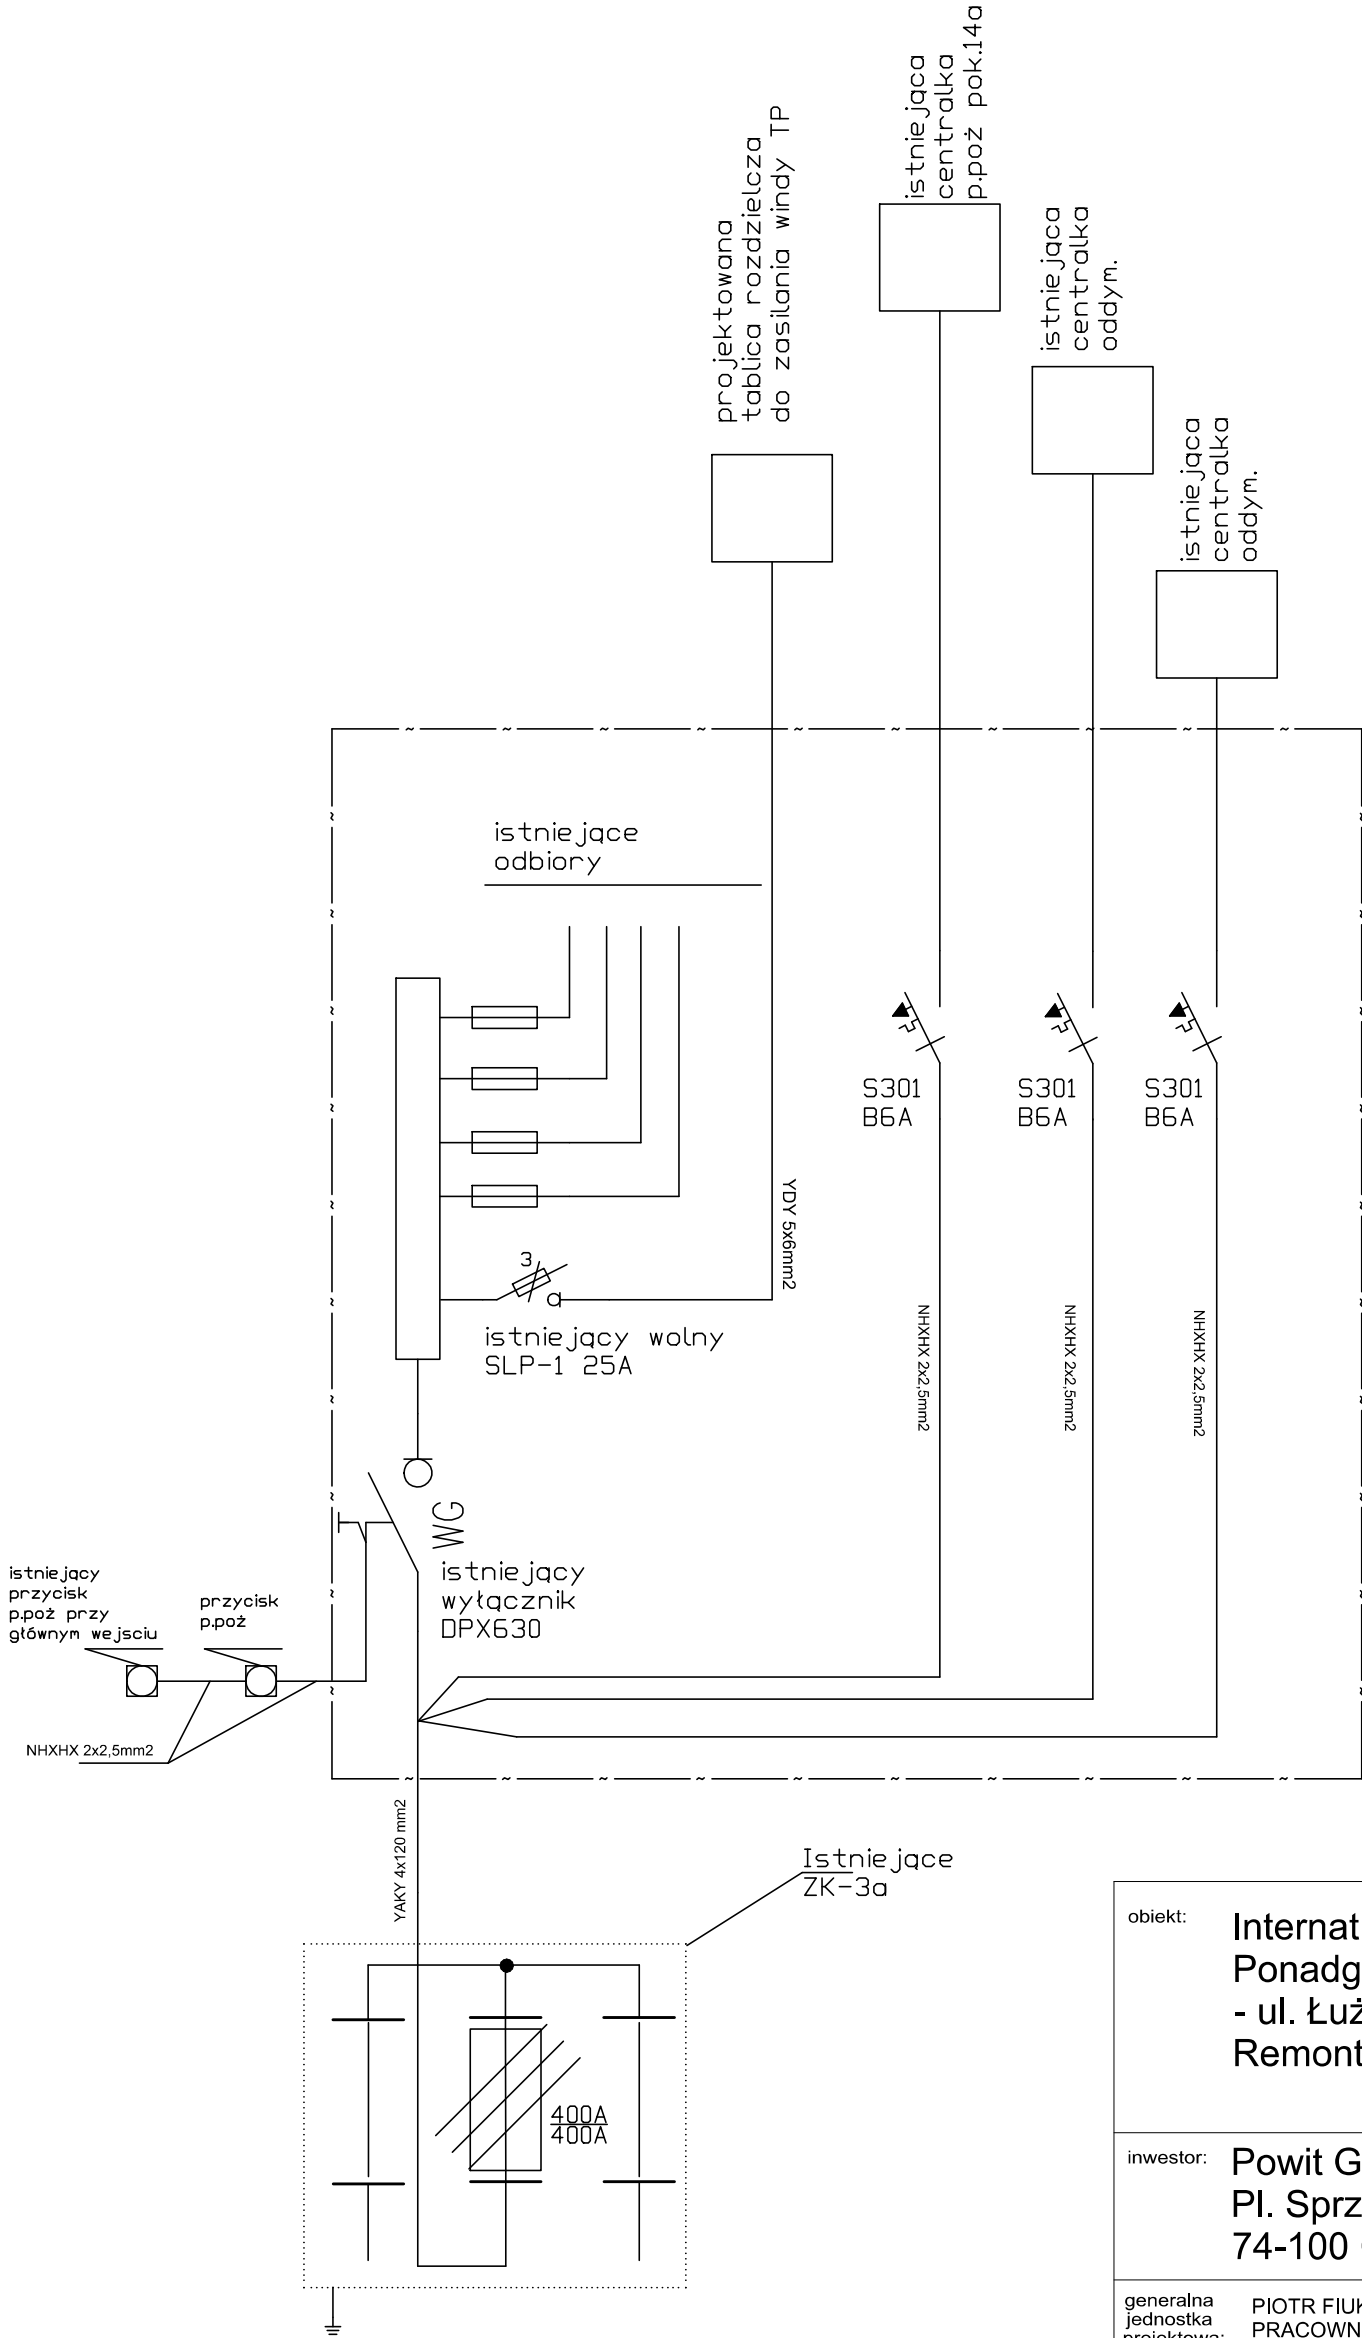 istniejąca
centralka
p.poż pok.14a
projektowana
tablica rozdzielcza
do zasilania windy TP
istniejąca
centralka
oddym.
istniejąca
centralka
oddym.
istniejące
odbiory
S301
B6A
S301
B6A
S301
B6A
YDY 5x6mm2
3
istniejący wolny
SLP-1 25A
NHXHX 2x2,5mm2
NHXHX 2x2,5mm2
NHXHX 2x2,5mm2
WG
istniejący
wyłącznik
DPX630
istniejący
przycisk
p.poż przy
głównym wejsciu
przycisk
p.poż
NHXHX 2x2,5mm2
YAKY 4x120 mm2
Istniejące
ZK-3a
400A
400A
obiekt:
Internat
Ponadg
- ul. Łuż
Remont
inwestor:
Powit G
Pl. Sprz
74-100
generalna
jednostka
projektowa:
PIOTR FIUK
PRACOWN